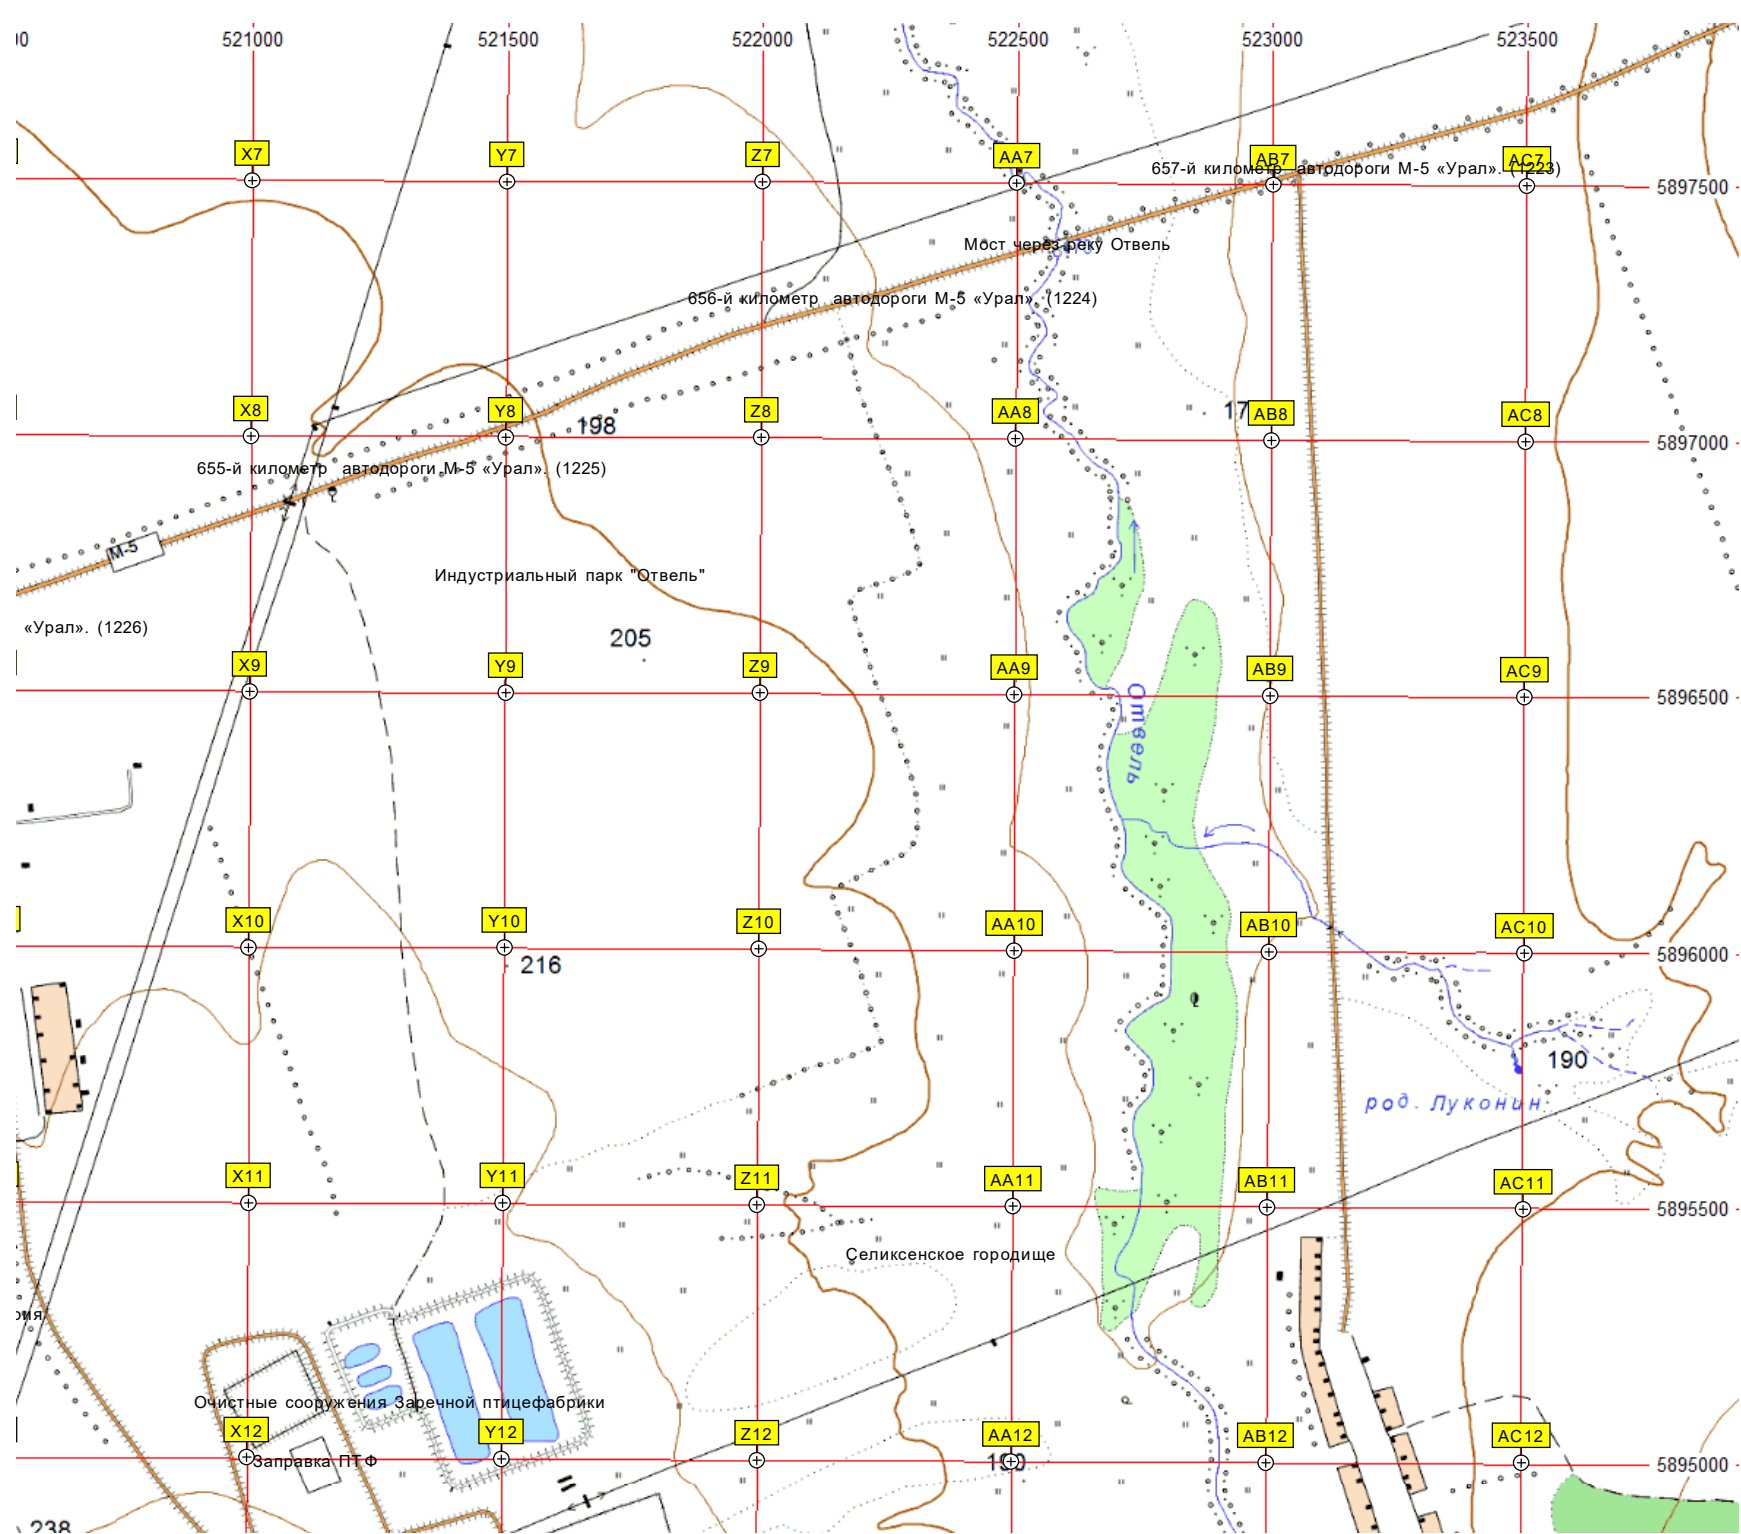 00 521000 521500 522000 522500 523000 523500
X7 Y7 Z7 AA7 AB7 AC7
657-й километр автодороги М-5 «Урал». (1223)
5897500
Мост через реку Отвель
656-й километр автодороги М-5 «Урал». (1224)
X8 Y8 Z8 AA8 17 AB8 AC8
198
5897000
655-й километр автодороги М-5 «Урал». (1225)
М-5
Индустриальный парк "Отвель"
«Урал». (1226)
205
X9 Y9 Z9 AA9 AB9 AC9
5896500
Отвель
X10 Y10 Z10 AA10 AB10 AC10
5896000
216
190
род. Луконин
X11 Y11 Z11 AA11 AB11 AC11
5895500
Селиксенское городище
рия
Очистные сооружения Заречной птицефабрики
X12 Y12 Z12 AA12 AB12 AC12
Заправка ПТФ
5895000
238